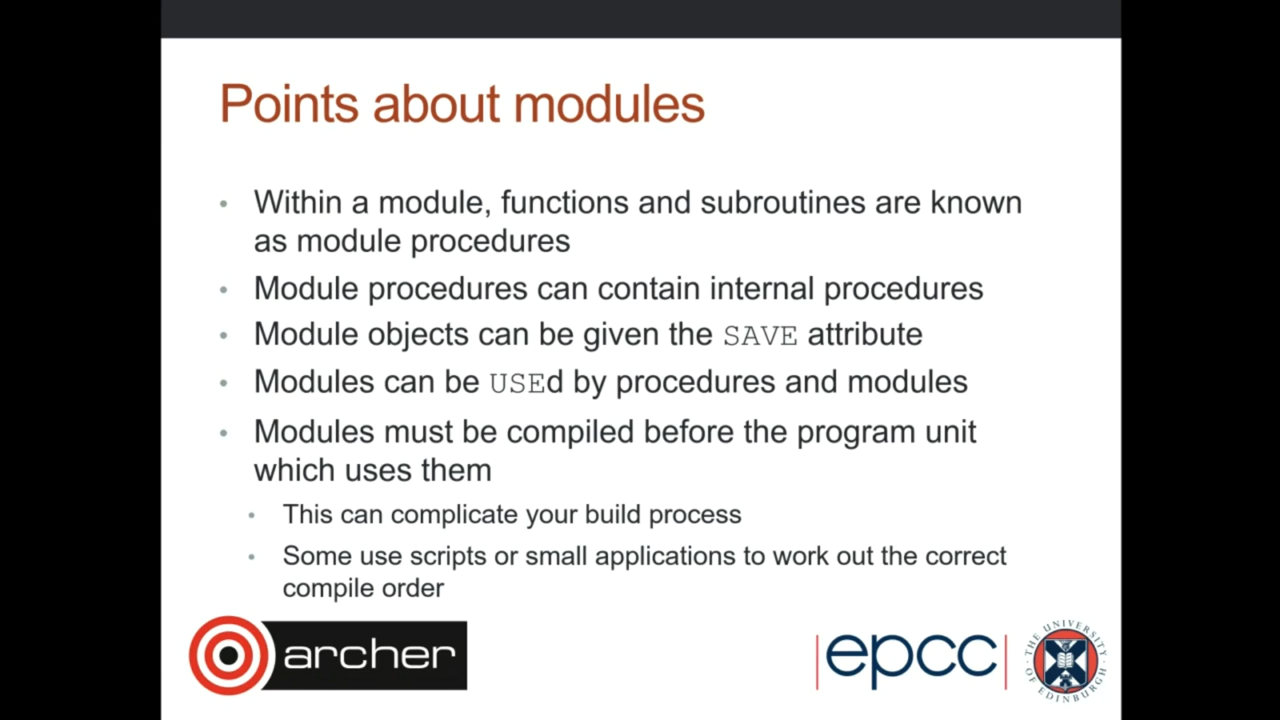 Points about modules
• Within a module, functions and subroutines are known
as module procedures
• Module procedures can contain internal procedures
• Module objects can be given the SAVE attribute
• Modules can be USEd by procedures and modules
• Modules must be compiled before the program unit
which uses them
• This can complicate your build process
• Some use scripts or small applications to work out the correct
compile order
archer
epcc
THE UNIVERSITY
OF EDINBURGH